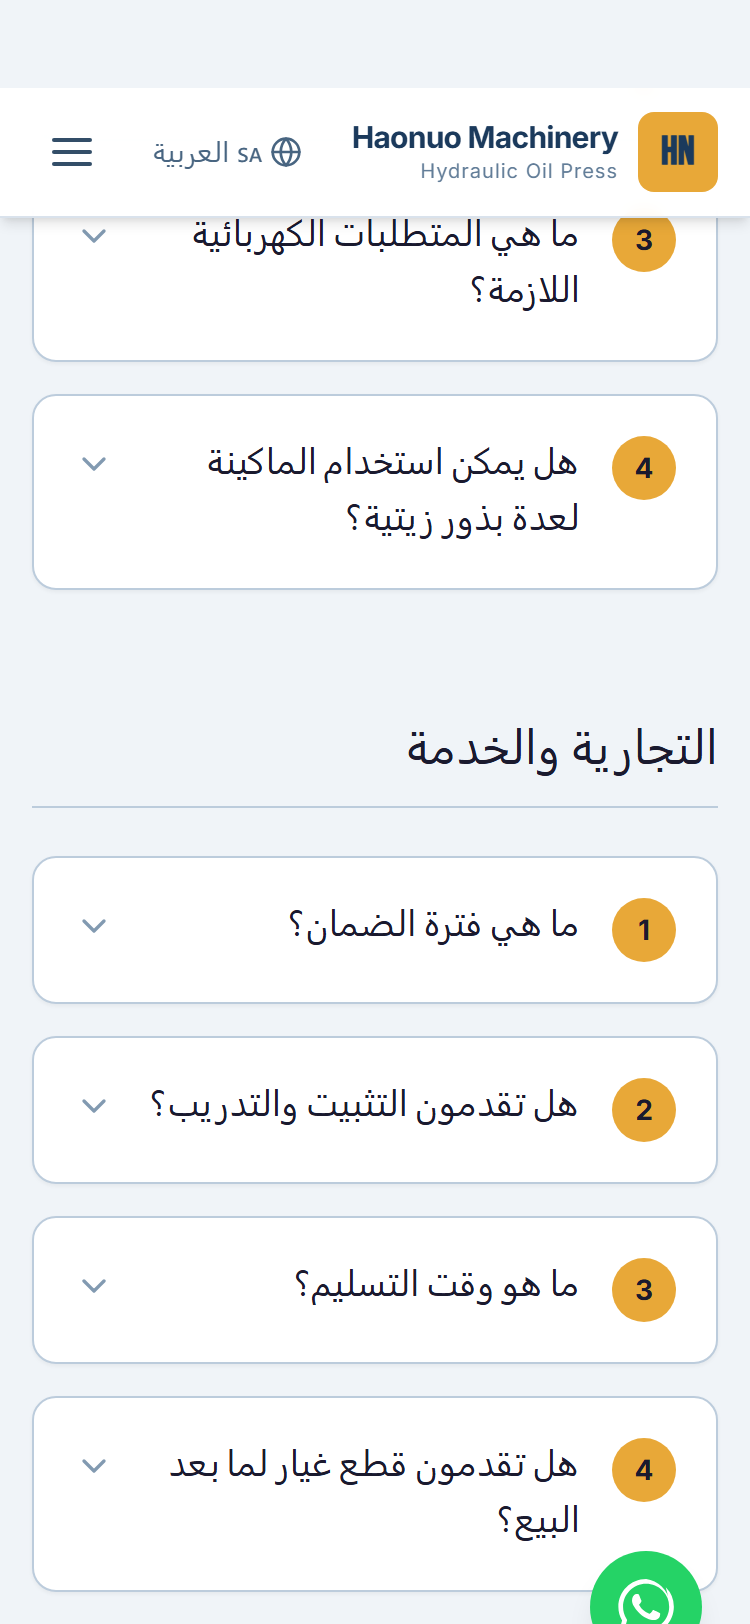 HN
Haonuo Machinery
Hydraulic Oil Press
SA العربية
3
ما هي المتطلبات الكهربائية
اللازمة؟
4
هل يمكن استخدام الماكينة
لعدة بذور زيتية؟
التجارية والخدمة
1
ما هي فترة الضمان؟
2
هل تقدمون التثبيت والتدريب؟
3
ما هو وقت التسليم؟
4
هل تقدمون قطع غيار لما بعد
البيع؟